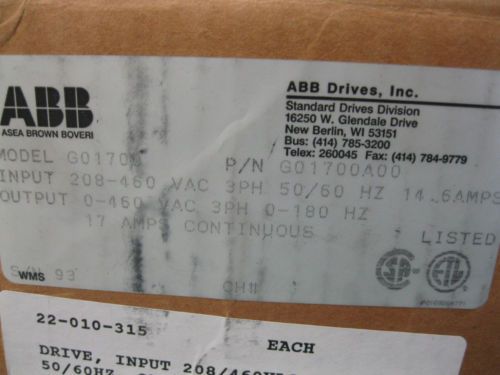 ABB
ASEA BROWN BOVERI
ABB Drives, Inc.
Standard Drives Division
16250 W. Glendale Drive
New Berlin, WI 53151
Bus: (414) 785-3200
Telex: 260045 Fax: (414) 784-9779
MODEL G01700 P/N G01700A00
INPUT 208-460 VAC 3PH 50/60 HZ 14.6AMPS
OUTPUT 0-460 VAC 3PH 0-180 HZ
17 AMPS CONTINUOUS
LISTED
S/N 93 CH#
WMS
22-010-315 EACH
DRIVE, INPUT 208/460
50/60HZ